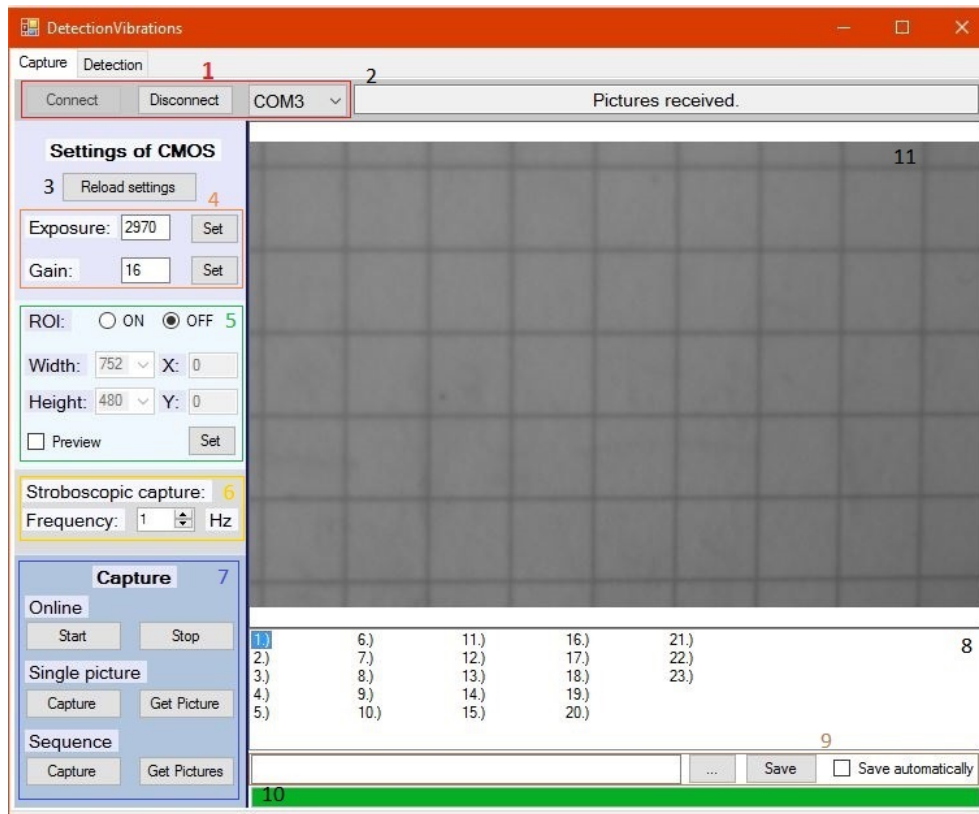 DetectionVibrations
Capture Detection
1
2
Connect Disconnect COM3 Pictures received.
Settings of CMOS
11
3 Reload settings
4
Exposure: 2970 Set
Gain: 16 Set
ROI: ON OFF 5
Width: 752 X: 0
Height: 480 Y: 0
Preview Set
Stroboscopic capture: 6
Frequency: 1 Hz
Capture 7
Online
Start Stop
Single picture
Capture Get Picture
Sequence
Capture Get Pictures
1.) 6.) 11.) 16.) 21.) 8
2.) 7.) 12.) 17.) 22.)
3.) 8.) 13.) 18.) 23.)
4.) 9.) 14.) 19.)
5.) 10.) 15.) 20.)
9
... Save Save automatically
10